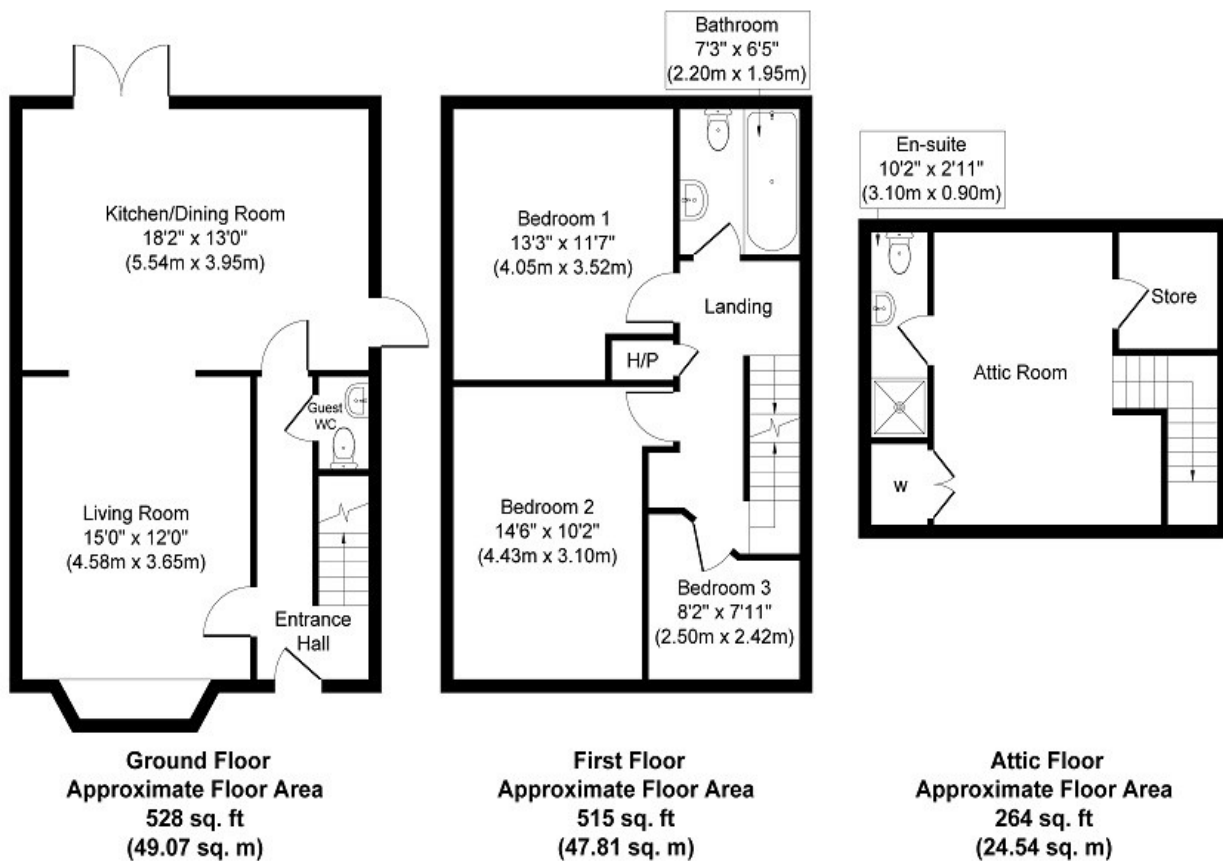 Kitchen/Dining Room
18'2" x 13'0"
(5.54m x 3.95m)
Guest
WC
Living Room
15'0" x 12'0"
(4.58m x 3.65m)
Entrance
Hall
Ground Floor
Approximate Floor Area
528 sq. ft
(49.07 sq. m)
Bathroom
7'3" x 6'5"
(2.20m x 1.95m)
Bedroom 1
13'3" x 11'7"
(4.05m x 3.52m)
Landing
H/P
Bedroom 2
14'6" x 10'2"
(4.43m x 3.10m)
Bedroom 3
8'2" x 7'11"
(2.50m x 2.42m)
First Floor
Approximate Floor Area
515 sq. ft
(47.81 sq. m)
En-suite
10'2" x 2'11"
(3.10m x 0.90m)
Store
Attic Room
W
Attic Floor
Approximate Floor Area
264 sq. ft
(24.54 sq. m)